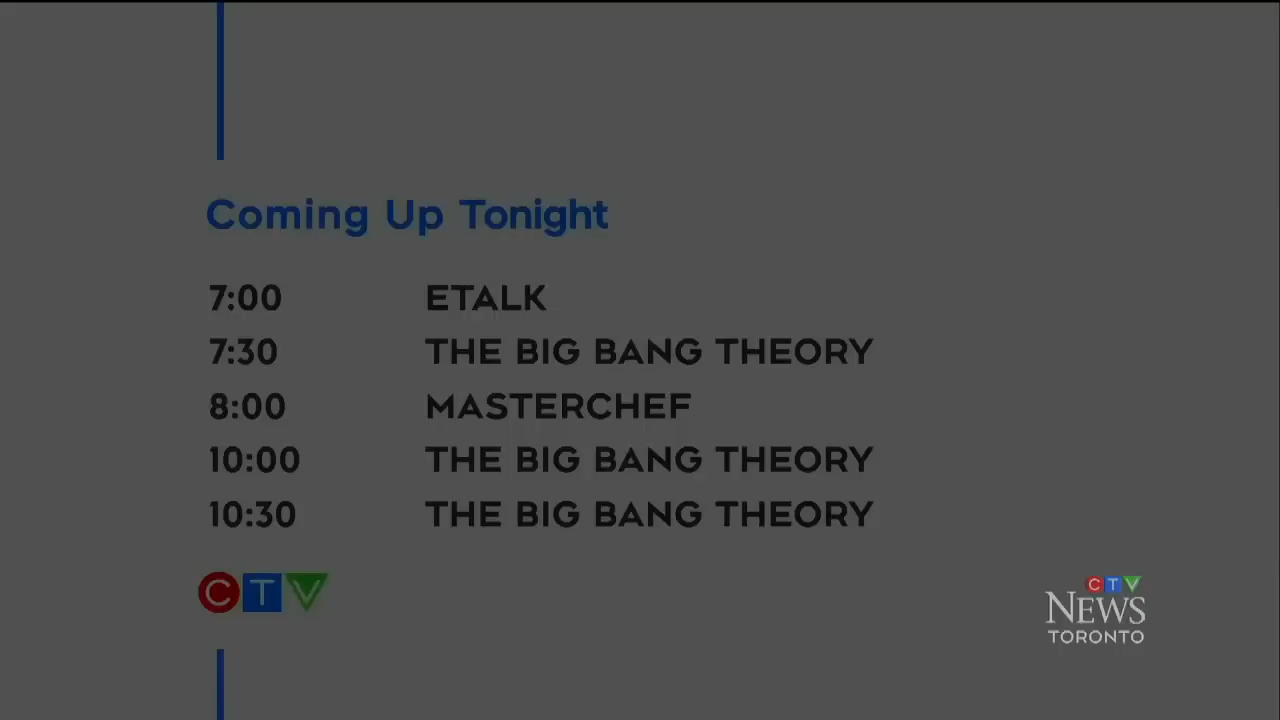 Coming Up Tonight
7:00 ETALK
7:30 THE BIG BANG THEORY
8:00 MASTERCHEF
10:00 THE BIG BANG THEORY
10:30 THE BIG BANG THEORY
CTV
CTV
NEWS
TORONTO